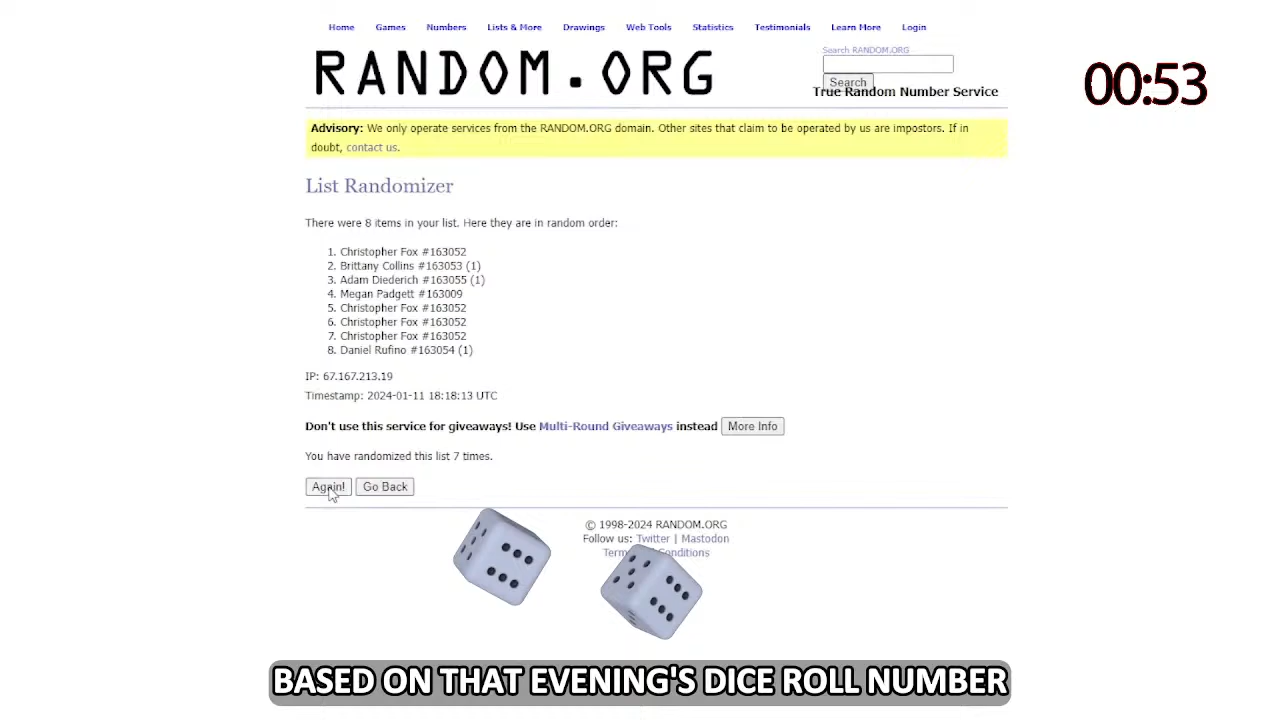 Home Games Numbers Lists & More Drawings Web Tools Statistics Testimonials Learn More Login
RANDOM.ORG
Search RANDOM.ORG
Search
True Random Number Service
00:53
Advisory: We only operate services from the RANDOM.ORG domain. Other sites that claim to be operated by us are impostors. If in
doubt, contact us.
List Randomizer
There were 8 items in your list. Here they are in random order:
1. Christopher Fox #163052
2. Brittany Collins #163053 (1)
3. Adam Diederich #163055 (1)
4. Megan Padgett #163009
5. Christopher Fox #163052
6. Christopher Fox #163052
7. Christopher Fox #163052
8. Daniel Rufino #163054 (1)
IP: 67.167.213.19
Timestamp: 2024-01-11 18:18:13 UTC
Don't use this service for giveaways! Use Multi-Round Giveaways instead More Info
You have randomized this list 7 times.
Again! Go Back
© 1998-2024 RANDOM.ORG
Follow us: Twitter | Mastodon
Conditions
BASED ON THAT EVENING'S DICE ROLL NUMBER